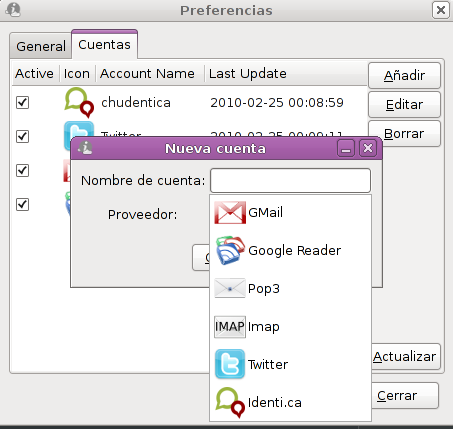 Preferencias
General
Cuentas
Active Icon Account Name Last Update
chudentica 2010-02-25 00:08:59
Twitter 2010-02-25 00:09:11
Añadir
Editar
Borrar
Nueva cuenta
Nombre de cuenta:
Proveedor:
GMail
Google Reader
Pop3
IMAP Imap
Twitter
Identi.ca
Actualizar
Cerrar